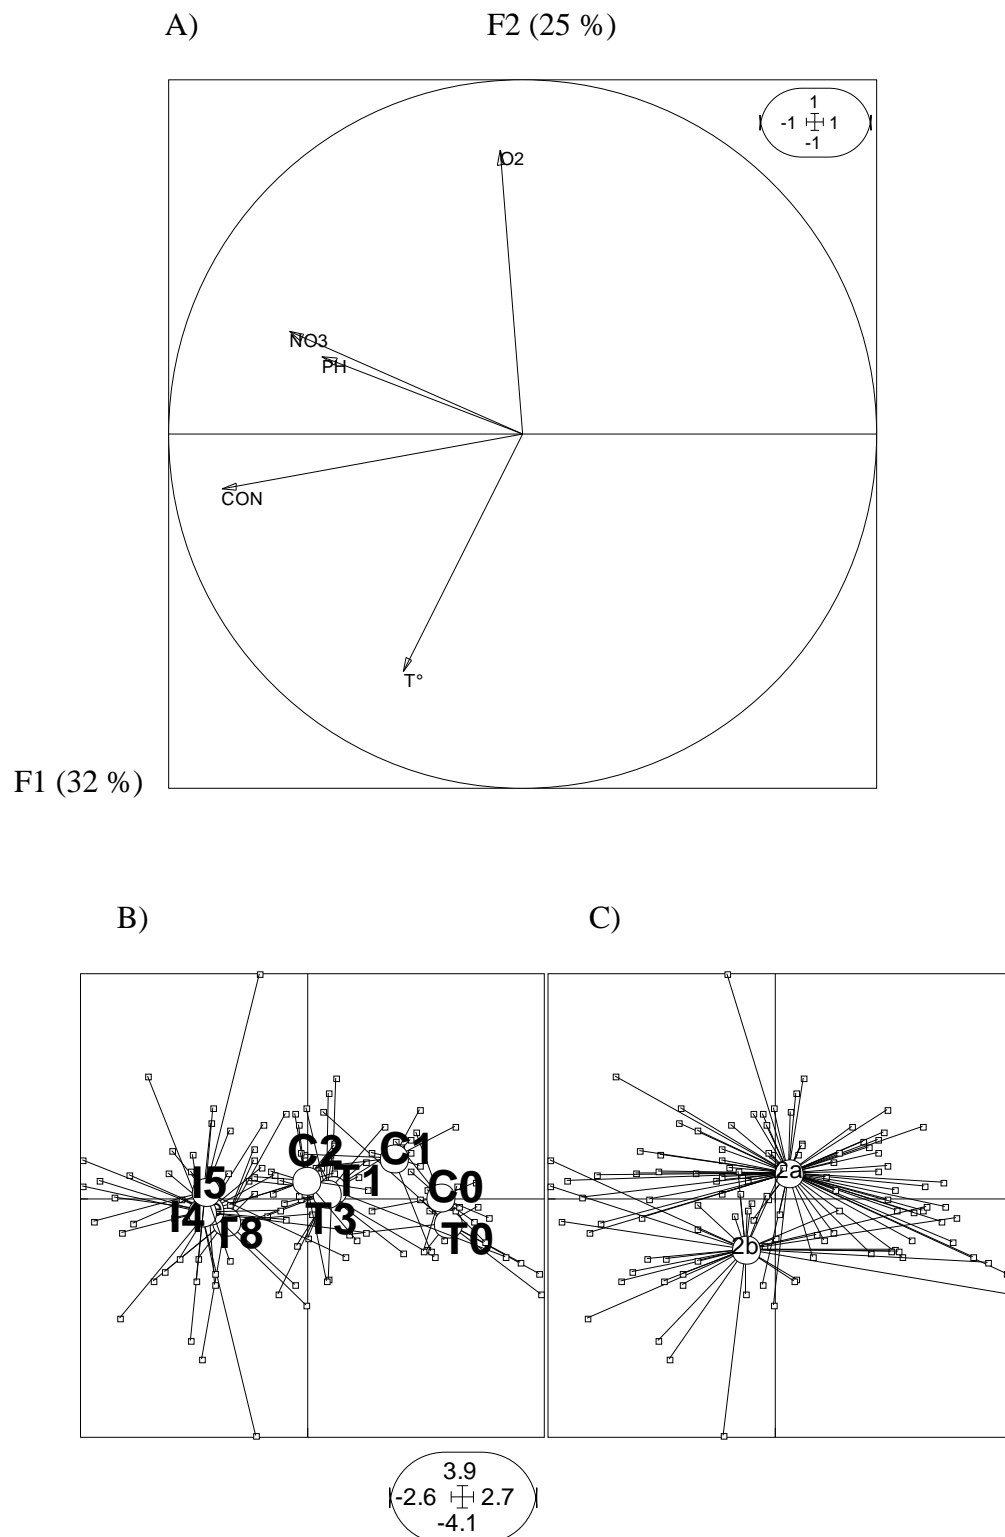 A)
F2 (25 %)
1
-1 1
-1
O2
NO3
PH
CON
T°
F1 (32 %)
B)
C)
C2
C1
I5
T1
C0
I4
T8
T3
T0
2a
2b
3.9
-2.6 2.7
-4.1